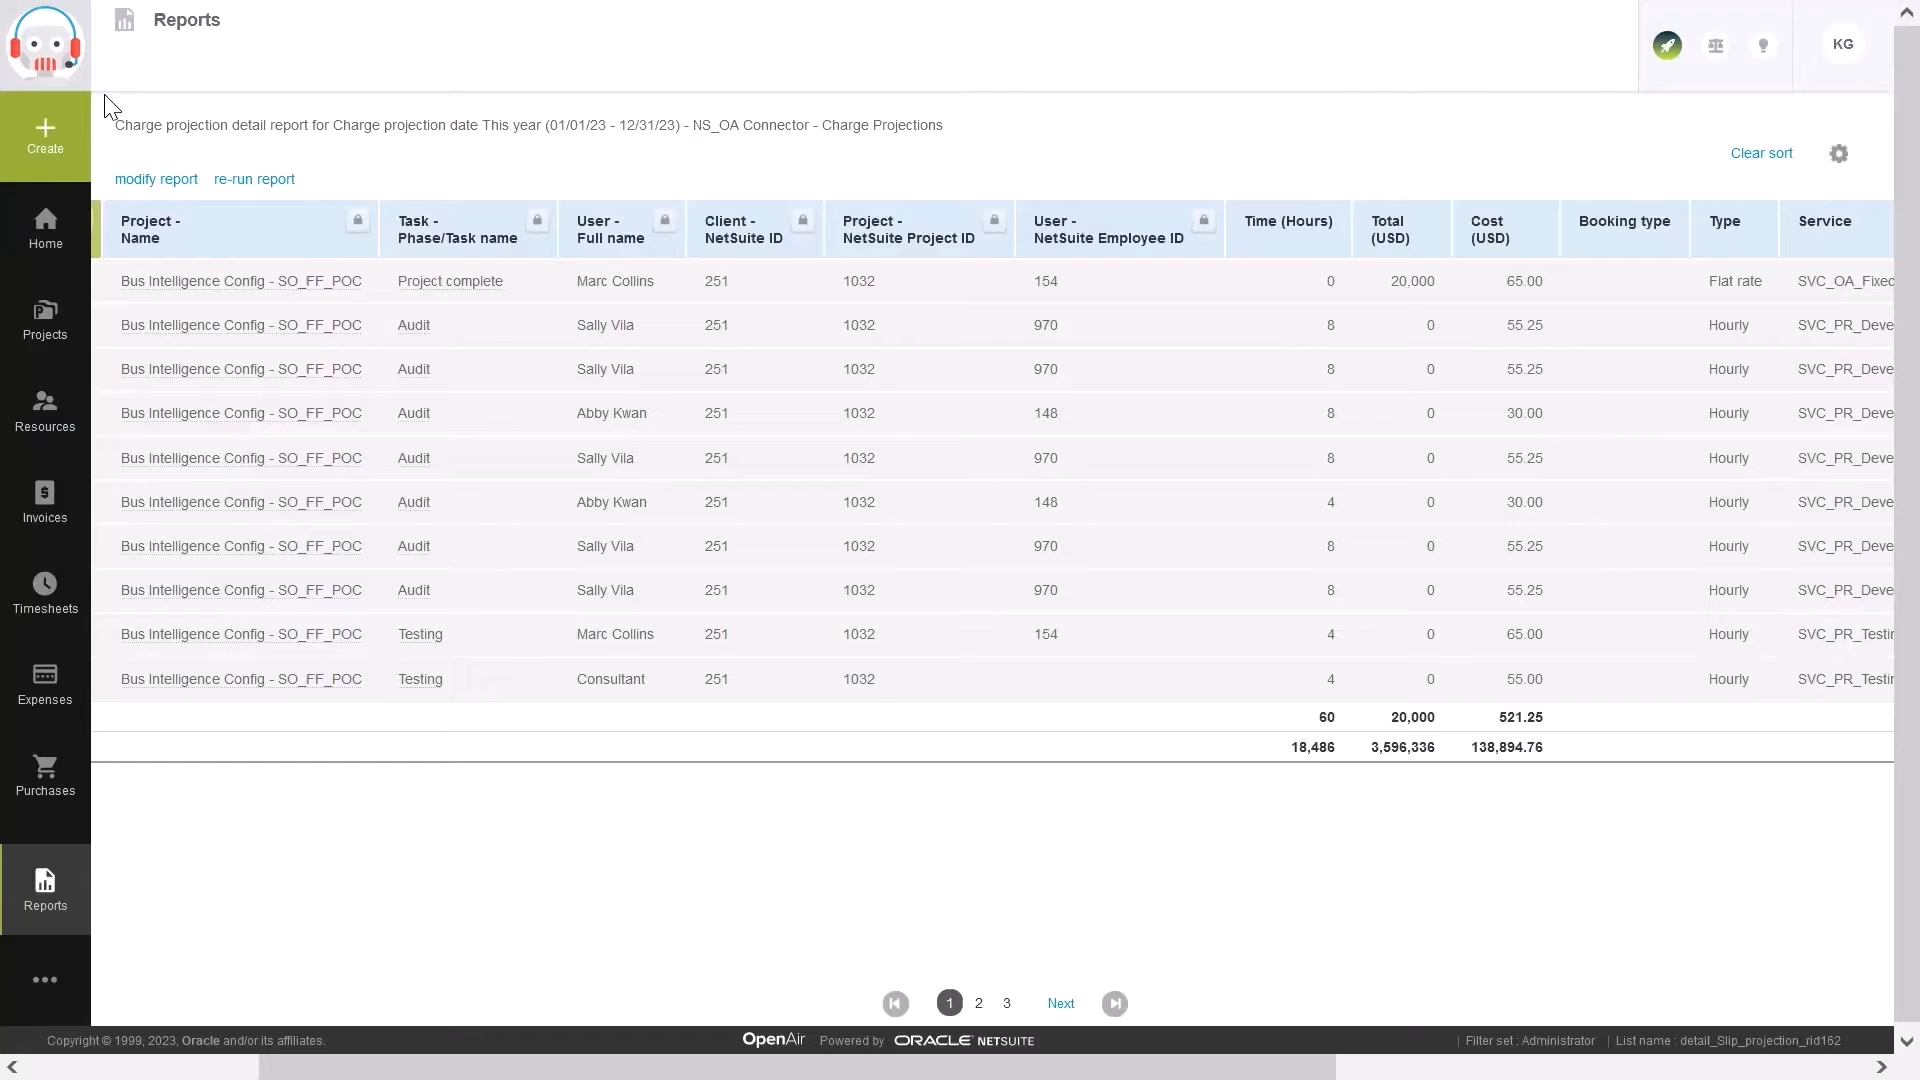 Reports
KG
Create
Home
Projects
Resources
Invoices
Timesheets
Expenses
Purchases
Reports
Charge projection detail report for Charge projection date This year (01/01/23 - 12/31/23) - NS_OA Connector - Charge Projections
Clear sort
modify report re-run report
Project - Name Task - Phase/Task name User - Full name Client - NetSuite ID Project - NetSuite Project ID User - NetSuite Employee ID Time (Hours) Total (USD) Cost (USD) Booking type Type Service
Bus Intelligence Config - SO_FF_POC Project complete Marc Collins 251 1032 154 0 20,000 65.00 Flat rate SVC_OA_Fixed
Bus Intelligence Config - SO_FF_POC Audit Sally Vila 251 1032 970 8 0 55.25 Hourly SVC_PR_Deve
Bus Intelligence Config - SO_FF_POC Audit Sally Vila 251 1032 970 8 0 55.25 Hourly SVC_PR_Deve
Bus Intelligence Config - SO_FF_POC Audit Abby Kwan 251 1032 148 8 0 30.00 Hourly SVC_PR_Deve
Bus Intelligence Config - SO_FF_POC Audit Sally Vila 251 1032 970 8 0 55.25 Hourly SVC_PR_Deve
Bus Intelligence Config - SO_FF_POC Audit Abby Kwan 251 1032 148 4 0 30.00 Hourly SVC_PR_Deve
Bus Intelligence Config - SO_FF_POC Audit Sally Vila 251 1032 970 8 0 55.25 Hourly SVC_PR_Deve
Bus Intelligence Config - SO_FF_POC Audit Sally Vila 251 1032 970 8 0 55.25 Hourly SVC_PR_Deve
Bus Intelligence Config - SO_FF_POC Testing Marc Collins 251 1032 154 4 0 65.00 Hourly SVC_PR_Testin
Bus Intelligence Config - SO_FF_POC Testing Consultant 251 1032 4 0 55.00 Hourly SVC_PR_Testin
60 20,000 521.25
18,486 3,596,336 138,894.76
1 2 3 Next
Copyright © 1999, 2023, Oracle and/or its affiliates.
OpenAir Powered by ORACLE NETSUITE
Filter set : Administrator | List name : detail_Slip_projection_rid162